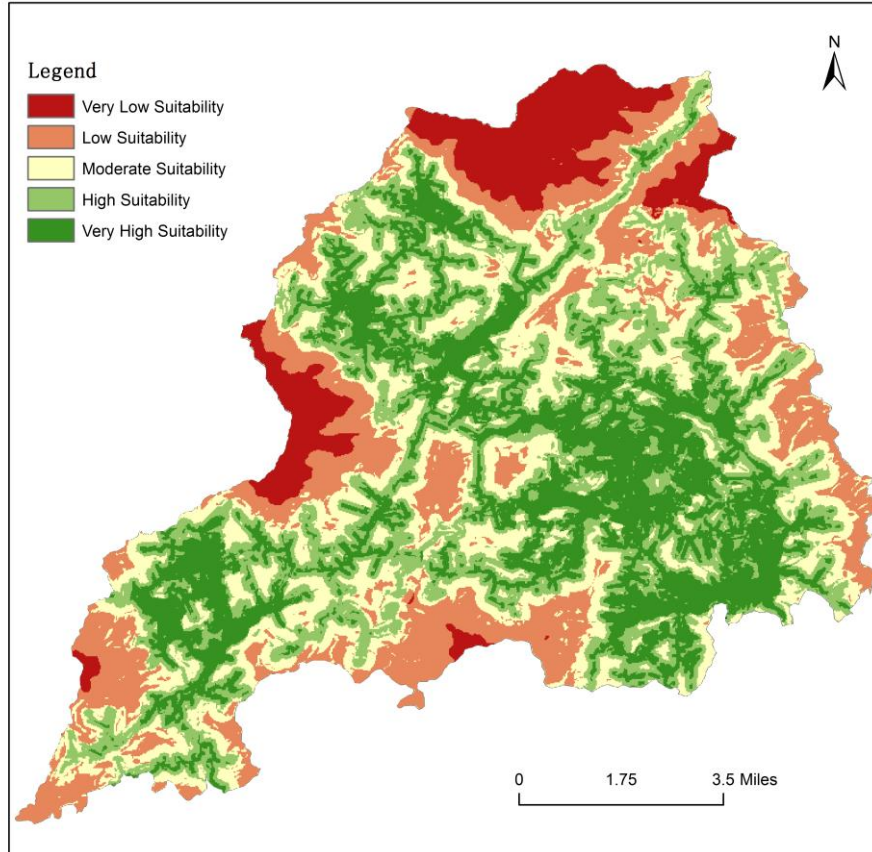 N
Legend
Very Low Suitability
Low Suitability
Moderate Suitability
High Suitability
Very High Suitability
0 1.75 3.5 Miles